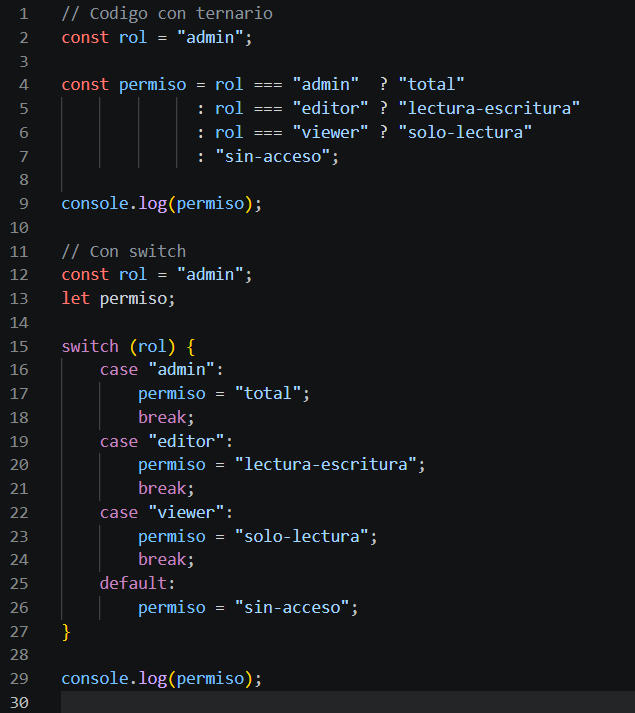 1 // Codigo con ternario
2 const rol = "admin";
3
4 const permiso = rol === "admin"  ? "total"
5               : rol === "editor" ? "lectura-escritura"
6               : rol === "viewer" ? "solo-lectura"
7               : "sin-acceso";
8
9 console.log(permiso);
10
11 // Con switch
12 const rol = "admin";
13 let permiso;
14
15 switch (rol) {
16     case "admin":
17         permiso = "total";
18         break;
19     case "editor":
20         permiso = "lectura-escritura";
21         break;
22     case "viewer":
23         permiso = "solo-lectura";
24         break;
25     default:
26         permiso = "sin-acceso";
27 }
28
29 console.log(permiso);
30